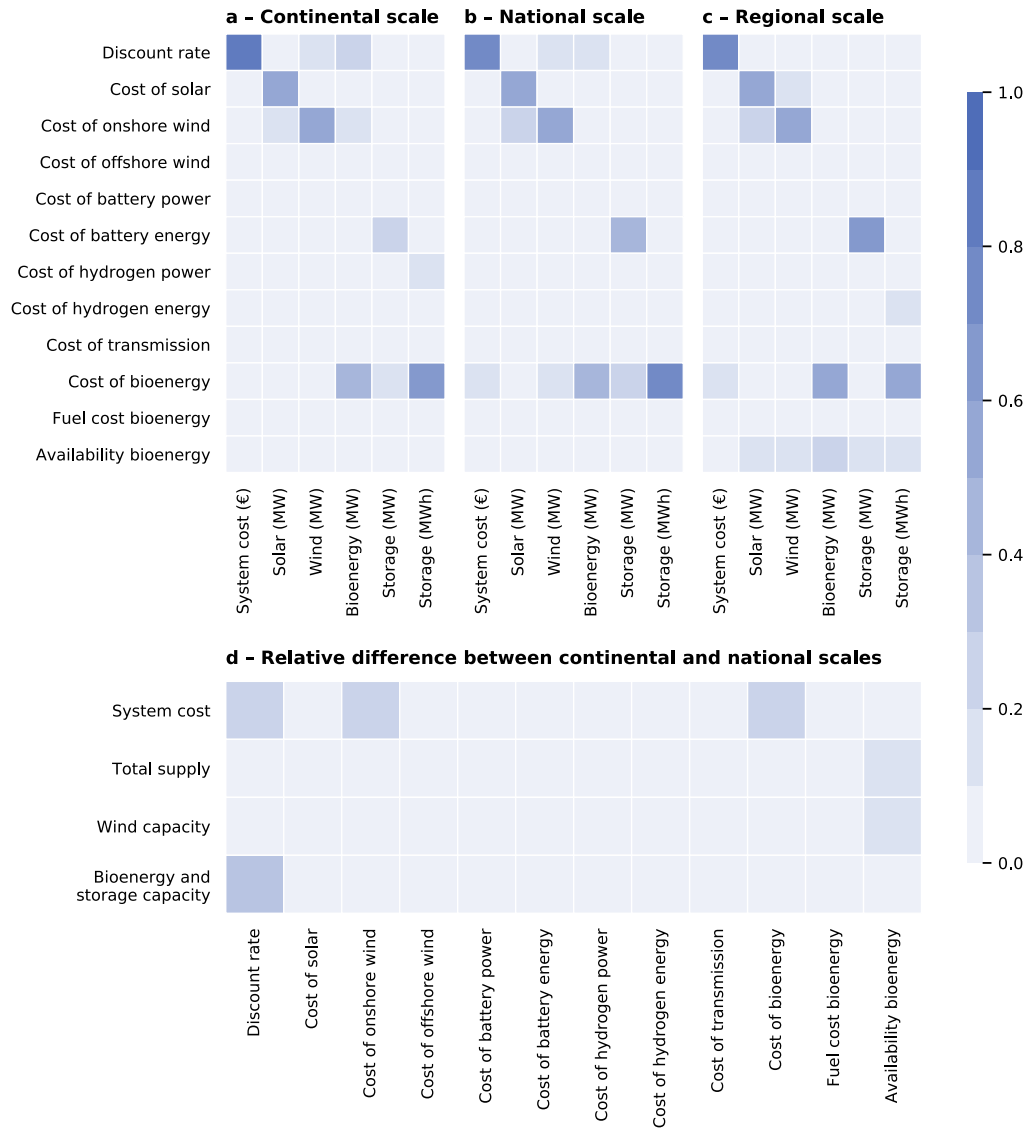 a – Continental scale
b – National scale
c – Regional scale
Discount rate
Cost of solar
Cost of onshore wind
Cost of offshore wind
Cost of battery power
Cost of battery energy
Cost of hydrogen power
Cost of hydrogen energy
Cost of transmission
Cost of bioenergy
Fuel cost bioenergy
Availability bioenergy
System cost (€)
Solar (MW)
Wind (MW)
Bioenergy (MW)
Storage (MW)
Storage (MWh)
System cost (€)
Solar (MW)
Wind (MW)
Bioenergy (MW)
Storage (MW)
Storage (MWh)
System cost (€)
Solar (MW)
Wind (MW)
Bioenergy (MW)
Storage (MW)
Storage (MWh)
1.0
0.8
0.6
0.4
0.2
0.0
d – Relative difference between continental and national scales
System cost
Total supply
Wind capacity
Bioenergy and
storage capacity
Discount rate
Cost of solar
Cost of onshore wind
Cost of offshore wind
Cost of battery power
Cost of battery energy
Cost of hydrogen power
Cost of hydrogen energy
Cost of transmission
Cost of bioenergy
Fuel cost bioenergy
Availability bioenergy